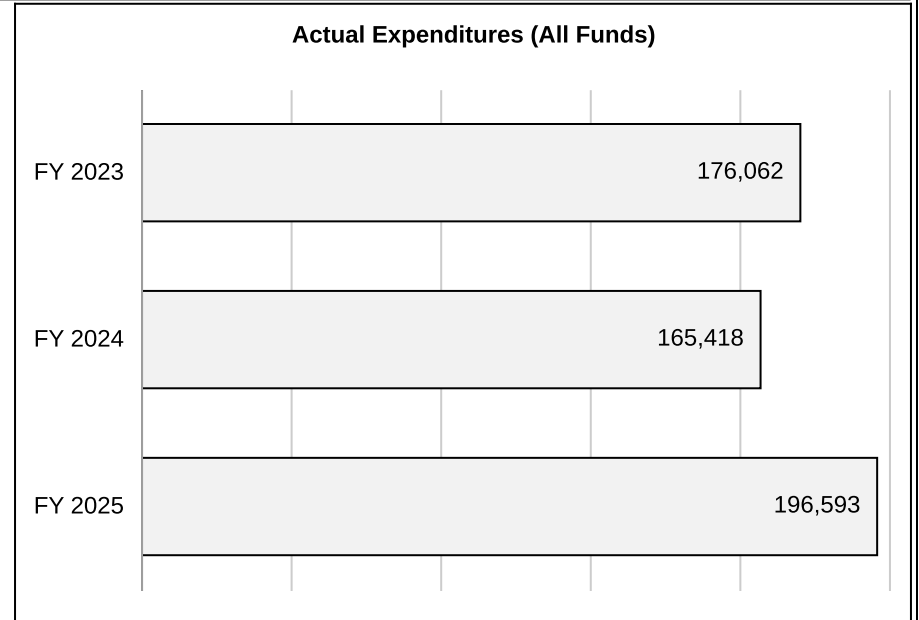 Actual Expenditures (All Funds)
FY 2023
176,062
FY 2024
165,418
FY 2025
196,593